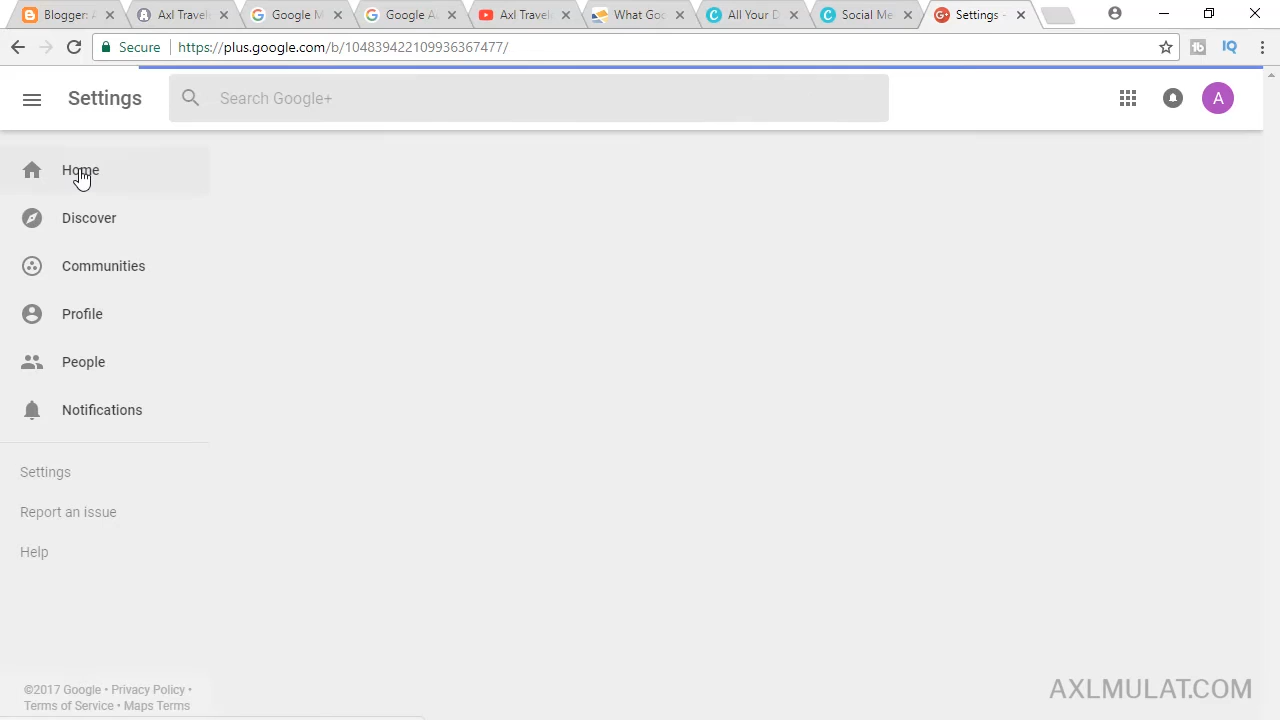 Blogger: A
Axl Travel
Google M
Google A
Axl Travel
What Goo
All Your D
Social Me
Settings -
Secure
https://plus.google.com/b/104839422109936367477/
Settings
Search Google+
A
Home
Discover
Communities
Profile
People
Notifications
Settings
Report an issue
Help
©2017 Google • Privacy Policy •
Terms of Service • Maps Terms
AXLMULAT.COM